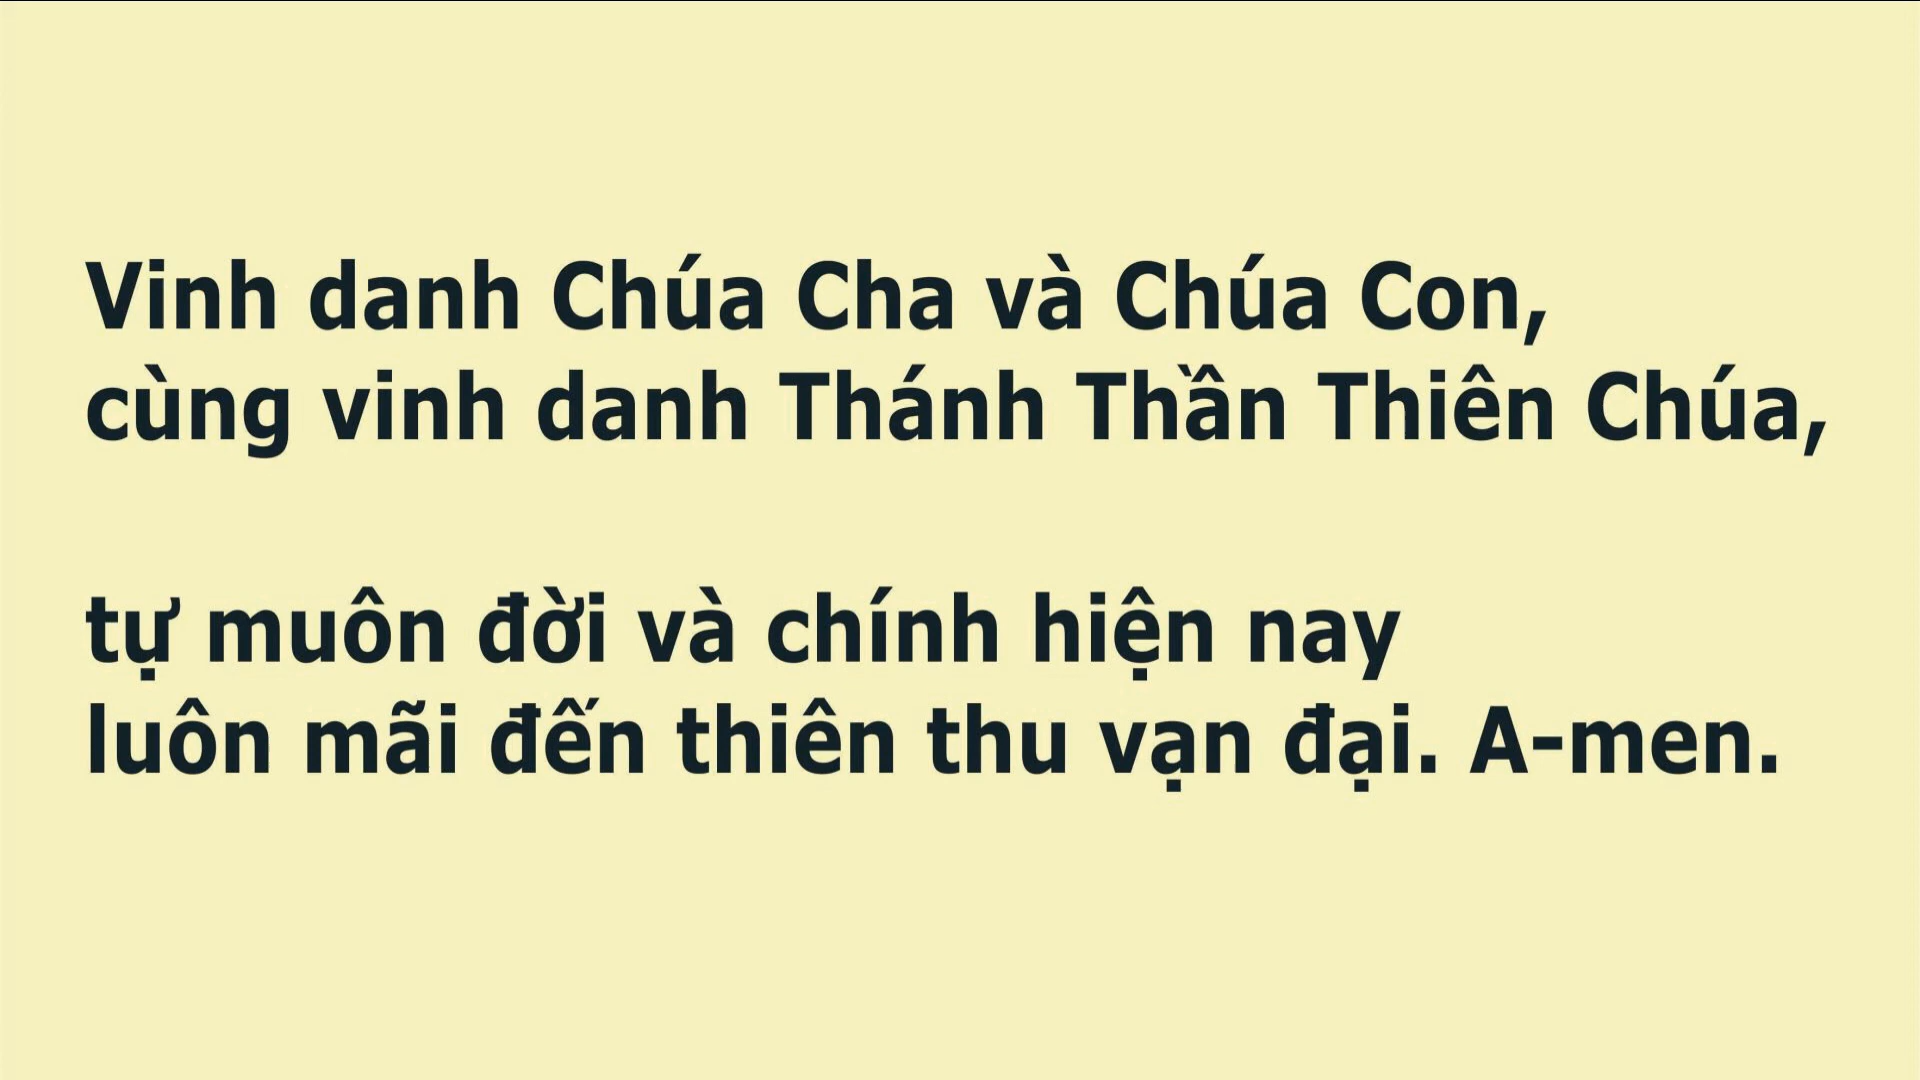 Vinh danh Chúa Cha và Chúa Con,
cùng vinh danh Thánh Thần Thiên Chúa,
tự muôn đời và chính hiện nay
luôn mãi đến thiên thu vạn đại. A-men.